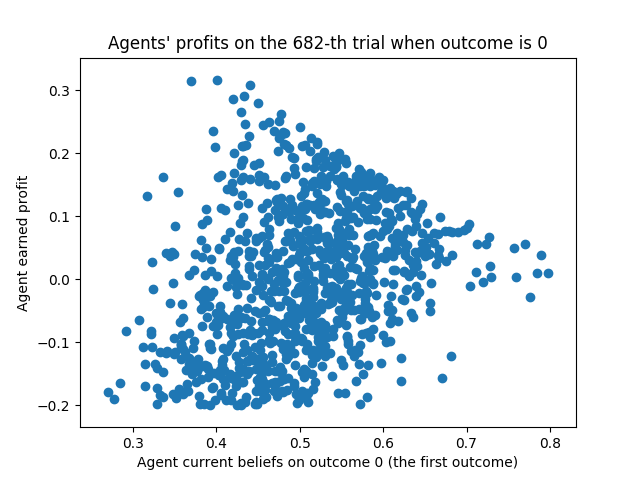 Agents' profits on the 682-th trial when outcome is 0
0.3
0.2
0.1
0.0
−0.1
−0.2
Agent earned profit
0.3 0.4 0.5 0.6 0.7 0.8
Agent current beliefs on outcome 0 (the first outcome)